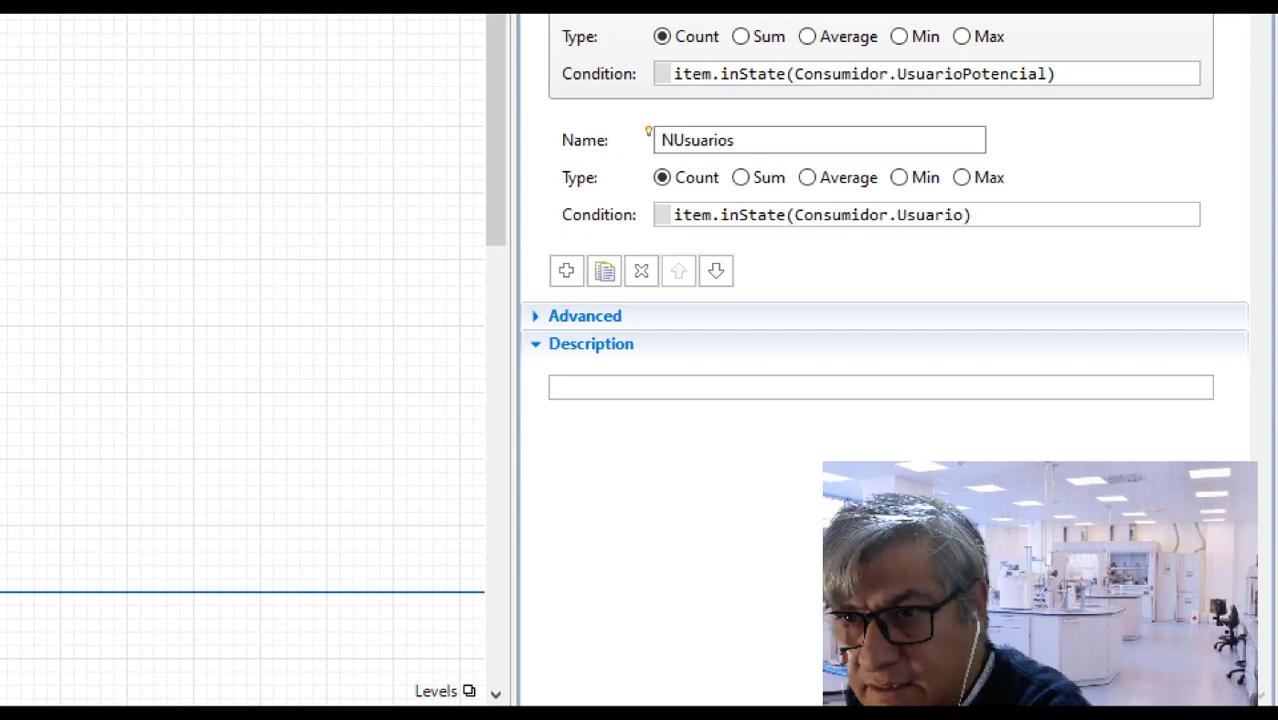 Type: Count Sum Average Min Max
Condition: item.inState(Consumidor.UsuarioPotencial)
Name: NUsuarios
Type: Count Sum Average Min Max
Condition: item.inState(Consumidor.Usuario)
Advanced
Description
Levels